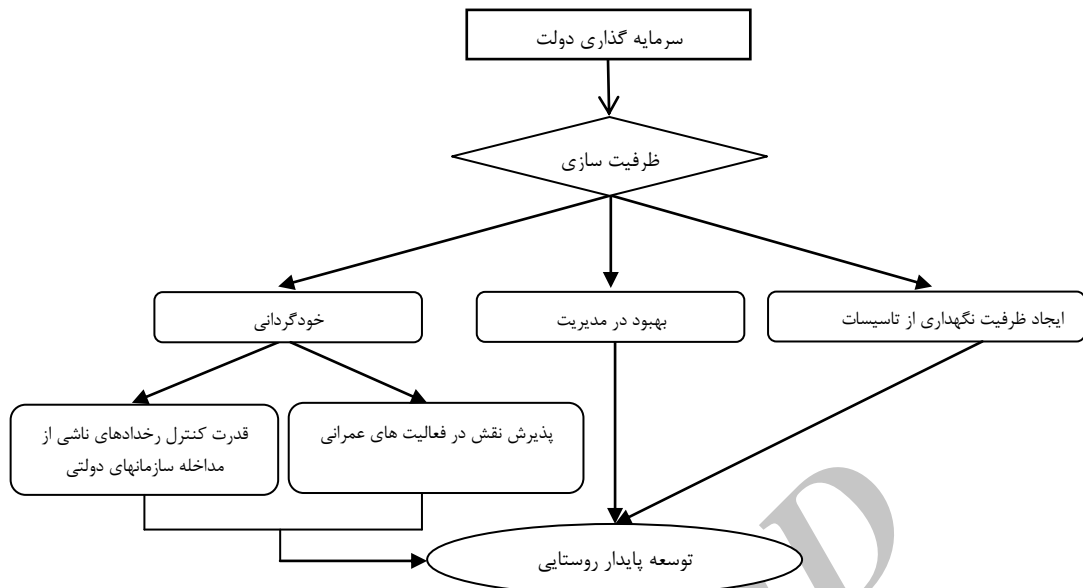 سرمایه گذاری دولت
ظرفیت سازی
ایجاد ظرفیت نگهداری از تاسیسات
بهبود در مدیریت
خودگردانی
پذیرش نقش در فعالیت های عمرانی
قدرت کنترل رخدادهای ناشی از
مداخله سازمانهای دولتی
توسعه پایدار روستایی